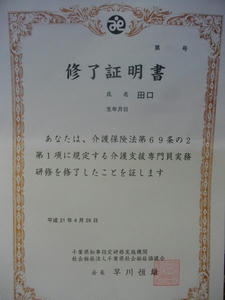 第 号
修了証明書
氏 名 田口
生年月日
あなたは、介護保険法第69条の2
第1項に規定する介護支援専門員実務
研修を修了したことを証します
平成21年4月28日
千葉県知事指定研修実施機関
社会福祉法人千葉県社会福祉協議会
会長 早川恒雄